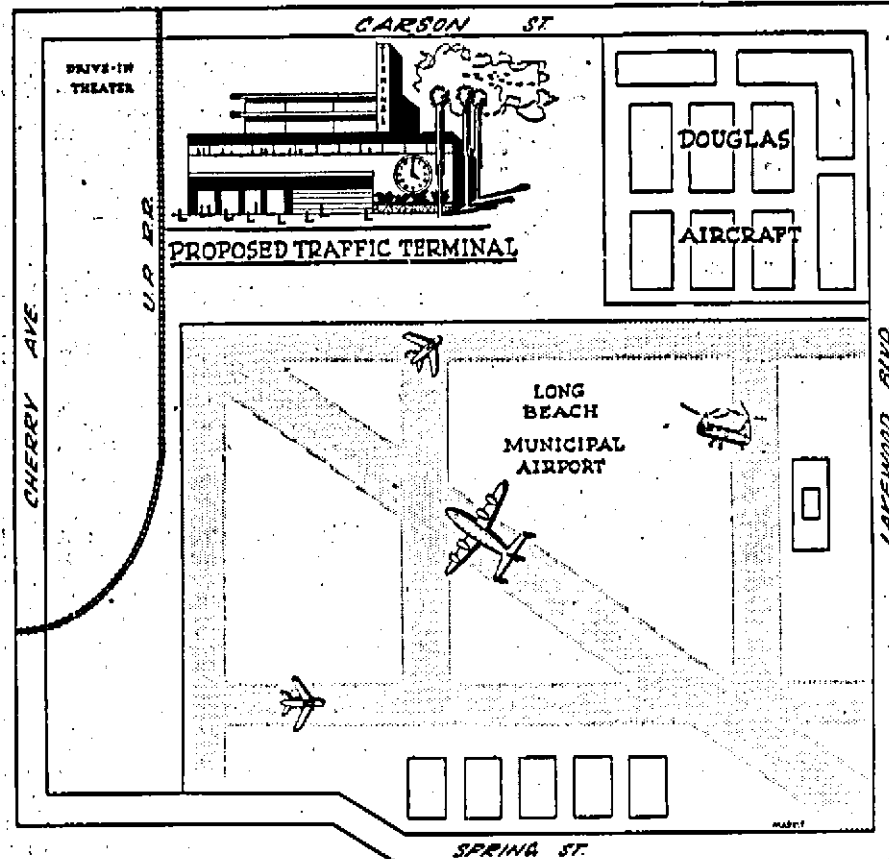 CARSON ST.
DRIVE-IN
THEATER
TERMINAL
DOUGLAS
AIRCRAFT
PROPOSED TRAFFIC TERMINAL
U.P. R.R.
CHERRY AVE.
LONG
BEACH
MUNICIPAL
AIRPORT
LAKEWOOD BLVD.
SPRING ST.